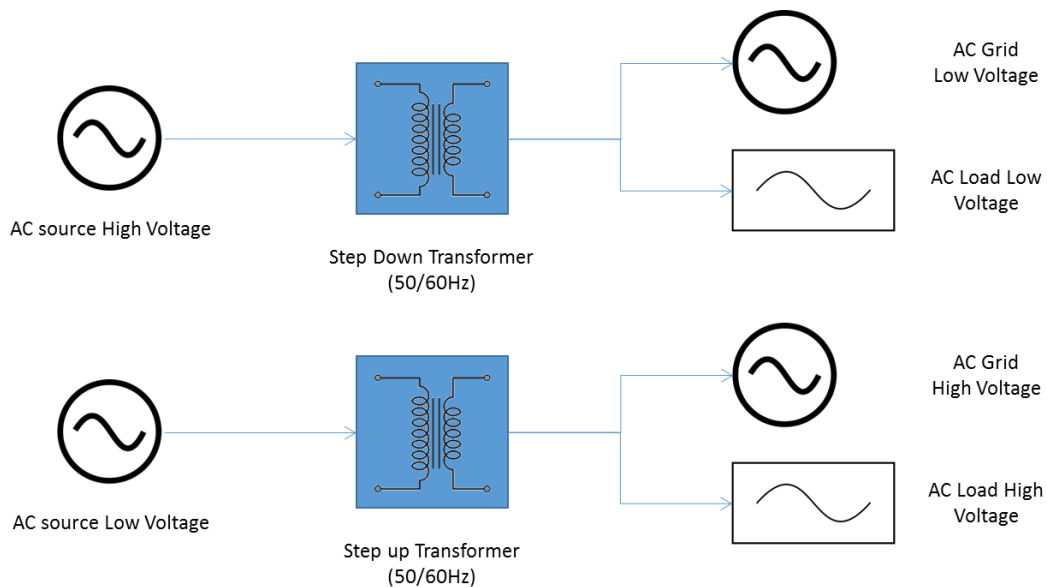 AC Grid
Low Voltage
AC source High Voltage
AC Load Low
Voltage
Step Down Transformer
(50/60Hz)
AC Grid
High Voltage
AC source Low Voltage
AC Load High
Voltage
Step up Transformer
(50/60Hz)